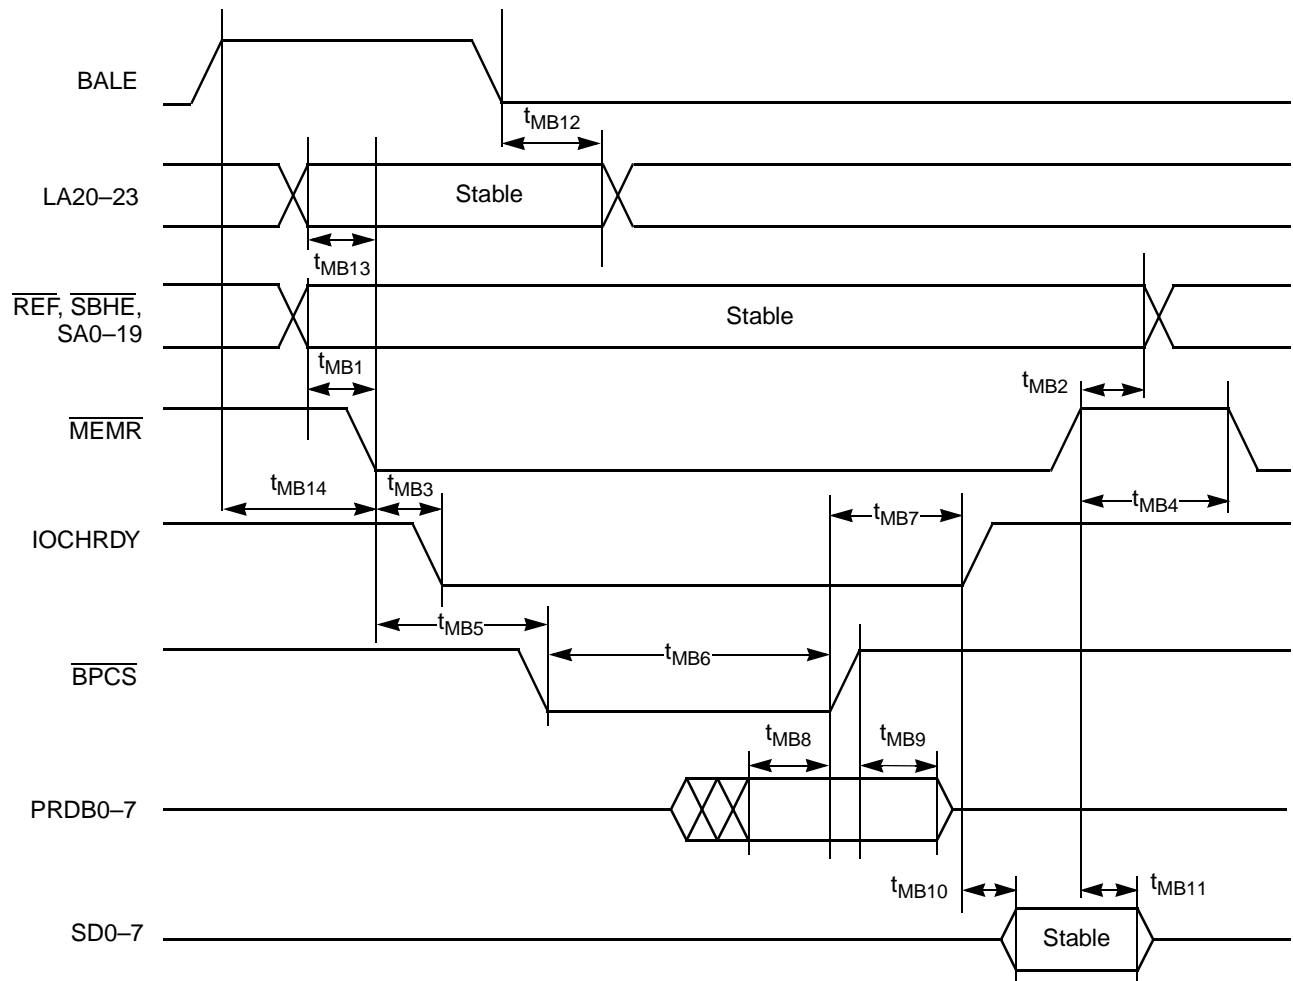 BALE
tMB12
LA20–23
Stable
tMB13
REF, SBHE,
SA0–19
Stable
tMB1
tMB2
MEMR
tMB14
tMB3
tMB4
tMB7
IOCHRDY
tMB5
tMB6
BPCS
tMB8
tMB9
PRDB0–7
tMB10
tMB11
SD0–7
Stable